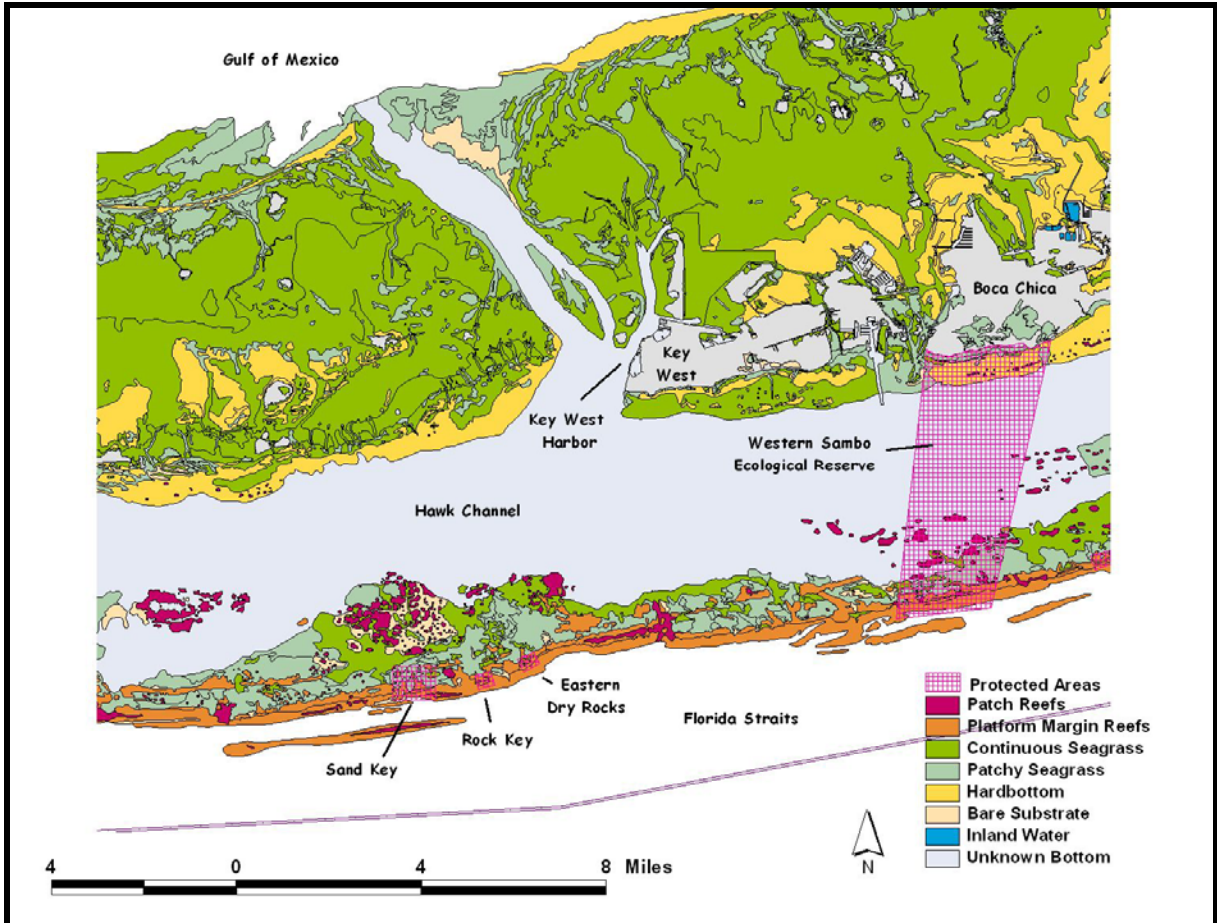 Gulf of Mexico
Boca Chica
Key
West
Key West
Harbor
Western Sambo
Ecological Reserve
Hawk Channel
Eastern
Dry Rocks
Florida Straits
Rock Key
Sand Key
Protected Areas
Patch Reefs
Platform Margin Reefs
Continuous Seagrass
Patchy Seagrass
Hardbottom
Bare Substrate
Inland Water
Unknown Bottom
N
4 0 4 8 Miles